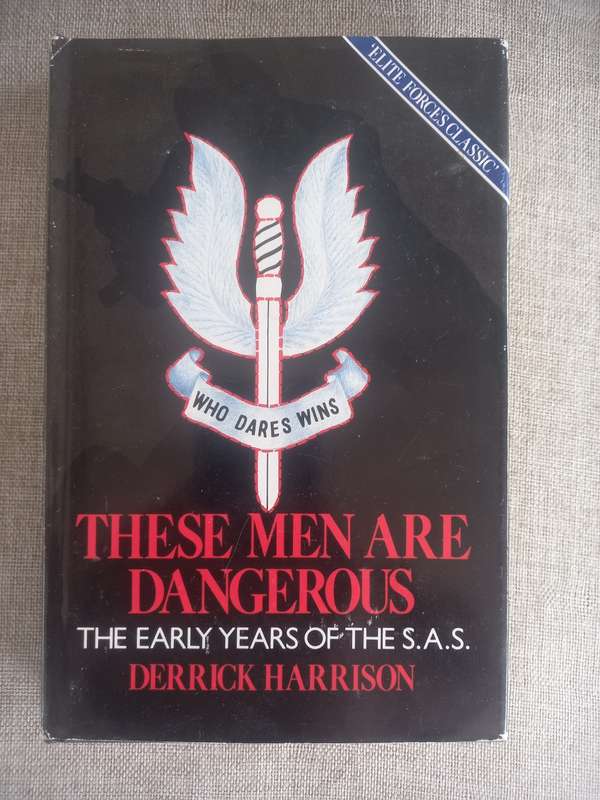 'ELITE FORCES CLASSIC'
WHO DARES WINS
THESE MEN ARE
DANGEROUS
THE EARLY YEARS OF THE S.A.S.
DERRICK HARRISON